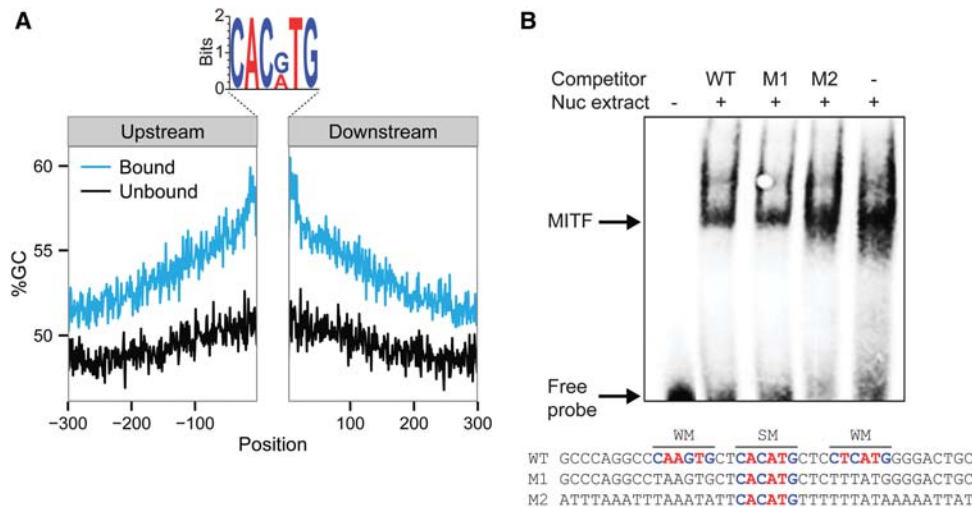 A
2
1
0
Bits
CACGTG
A
Upstream
Downstream
Bound
Unbound
60
55
50
%GC
−300
−200
−100
100
200
300
Position
B
Competitor WT M1 M2 -
Nuc extract - + + + +
MITF
Free
probe
WM SM WM
WT GCCCAGGCCCAAGTGCTCACATGCTCCTCATGGGGACTGC
M1 GCCCAGGCCTAAGTGCTCACATGCTCTTTATGGGGACTGC
M2 ATTTAAATTTAAATATTCACATGTTTTTTATAAAAATTAT